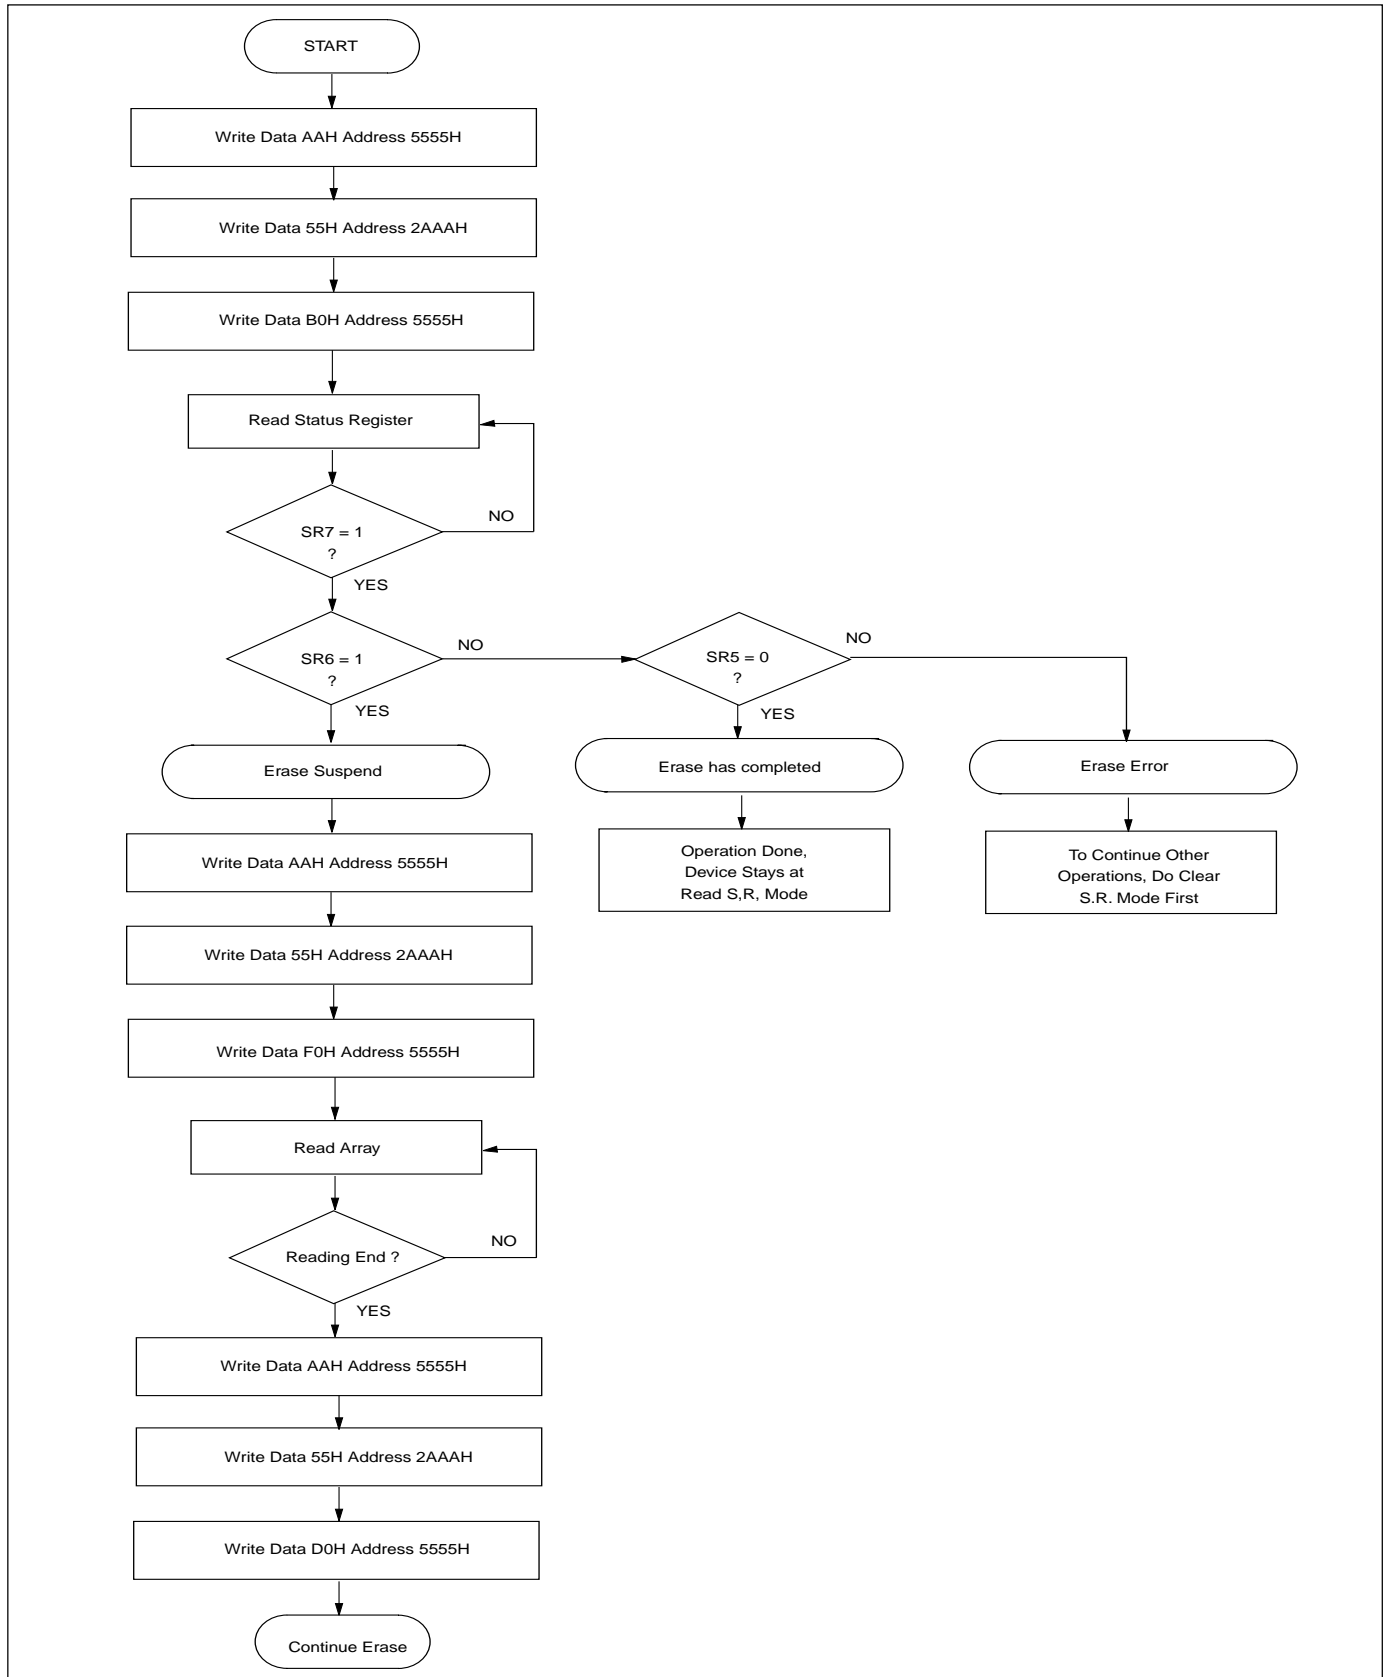 START
Write Data AAH Address 5555H
Write Data 55H Address 2AAAH
Write Data B0H Address 5555H
Read Status Register
NO
SR7 = 1
?
YES
NO
NO
SR6 = 1
SR5 = 0
?
?
YES
YES
Erase Suspend
Erase has completed
Erase Error
Write Data AAH Address 5555H
Operation Done,
Device Stays at
Read S,R, Mode
To Continue Other
Operations, Do Clear
S.R. Mode First
Write Data 55H Address 2AAAH
Write Data F0H Address 5555H
Read Array
NO
Reading End ?
YES
Write Data AAH Address 5555H
Write Data 55H Address 2AAAH
Write Data D0H Address 5555H
Continue Erase